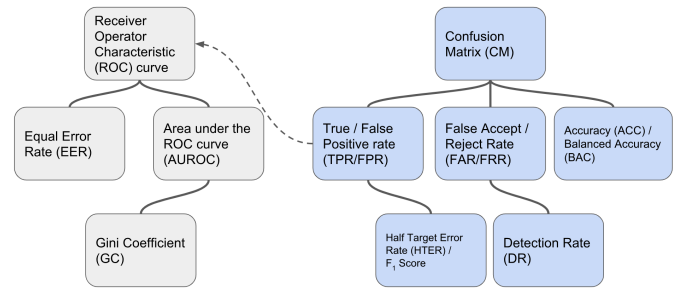 Receiver
Operator
Characteristic
(ROC) curve
Confusion
Matrix (CM)
Equal Error
Rate (EER)
Area under the
ROC curve
(AUROC)
True / False
Positive rate
(TPR/FPR)
False Accept /
Reject Rate
(FAR/FRR)
Accuracy (ACC) /
Balanced Accuracy
(BAC)
Gini Coefficient
(GC)
Half Target Error
Rate (HTER) /
F₁ Score
Detection Rate
(DR)